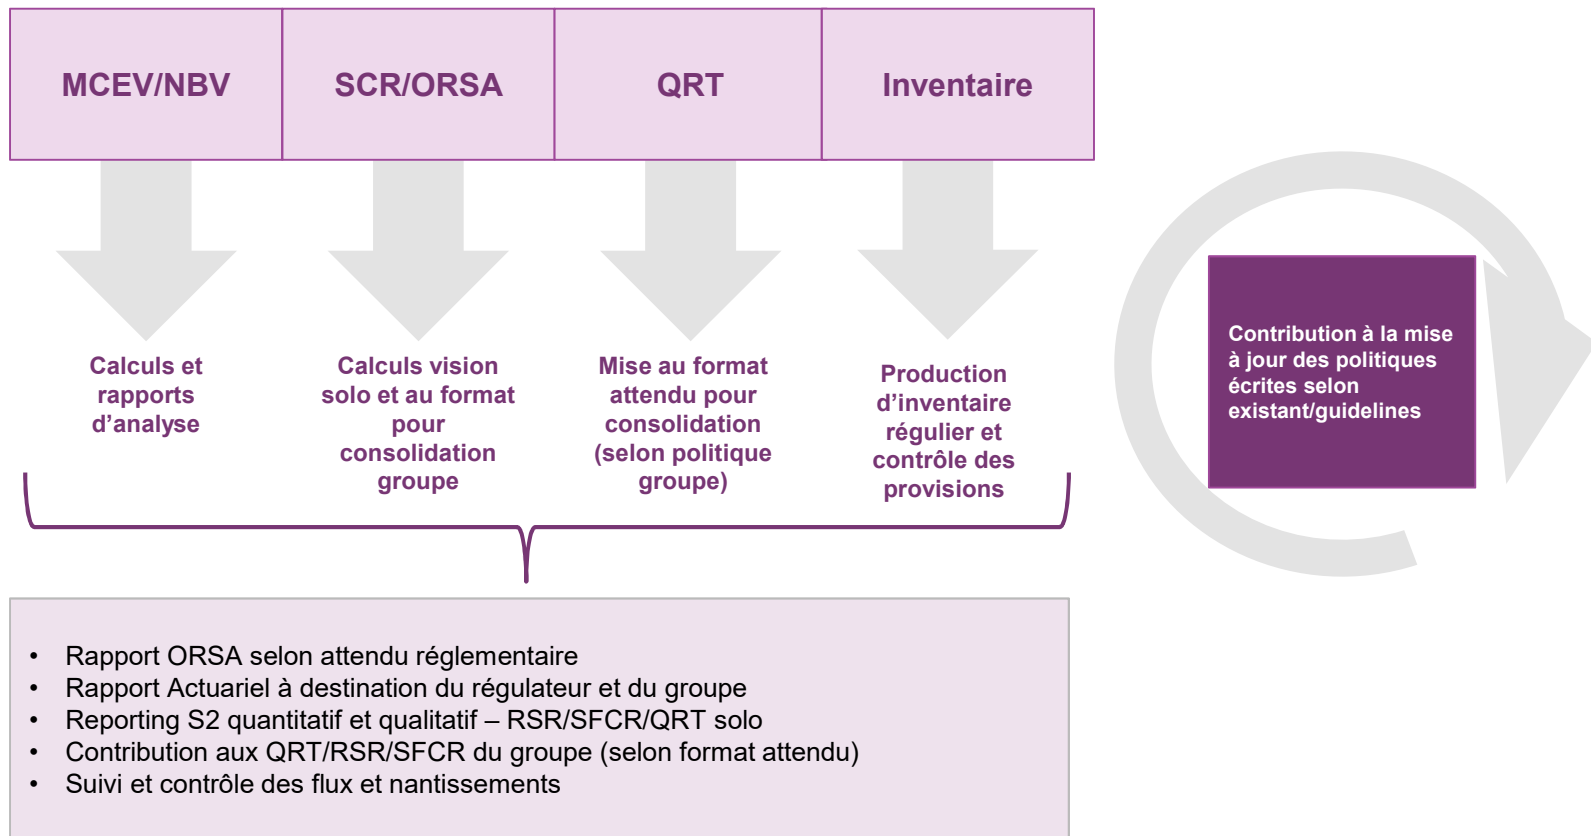 MCEV/NBV
SCR/ORSA
QRT
Inventaire
Calculs et
rapports
d’analyse
Calculs vision
solo et au format
pour
consolidation
groupe
Mise au format
attendu pour
consolidation
(selon politique
groupe)
Production
d’inventaire
régulier et
contrôle des
provisions
Contribution à la mise
à jour des politiques
écrites selon
existant/guidelines
• Rapport ORSA selon attendu réglementaire
• Rapport Actuariel à destination du régulateur et du groupe
• Reporting S2 quantitatif et qualitatif – RSR/SFCR/QRT solo
• Contribution aux QRT/RSR/SFCR du groupe (selon format attendu)
• Suivi et contrôle des flux et nantissements